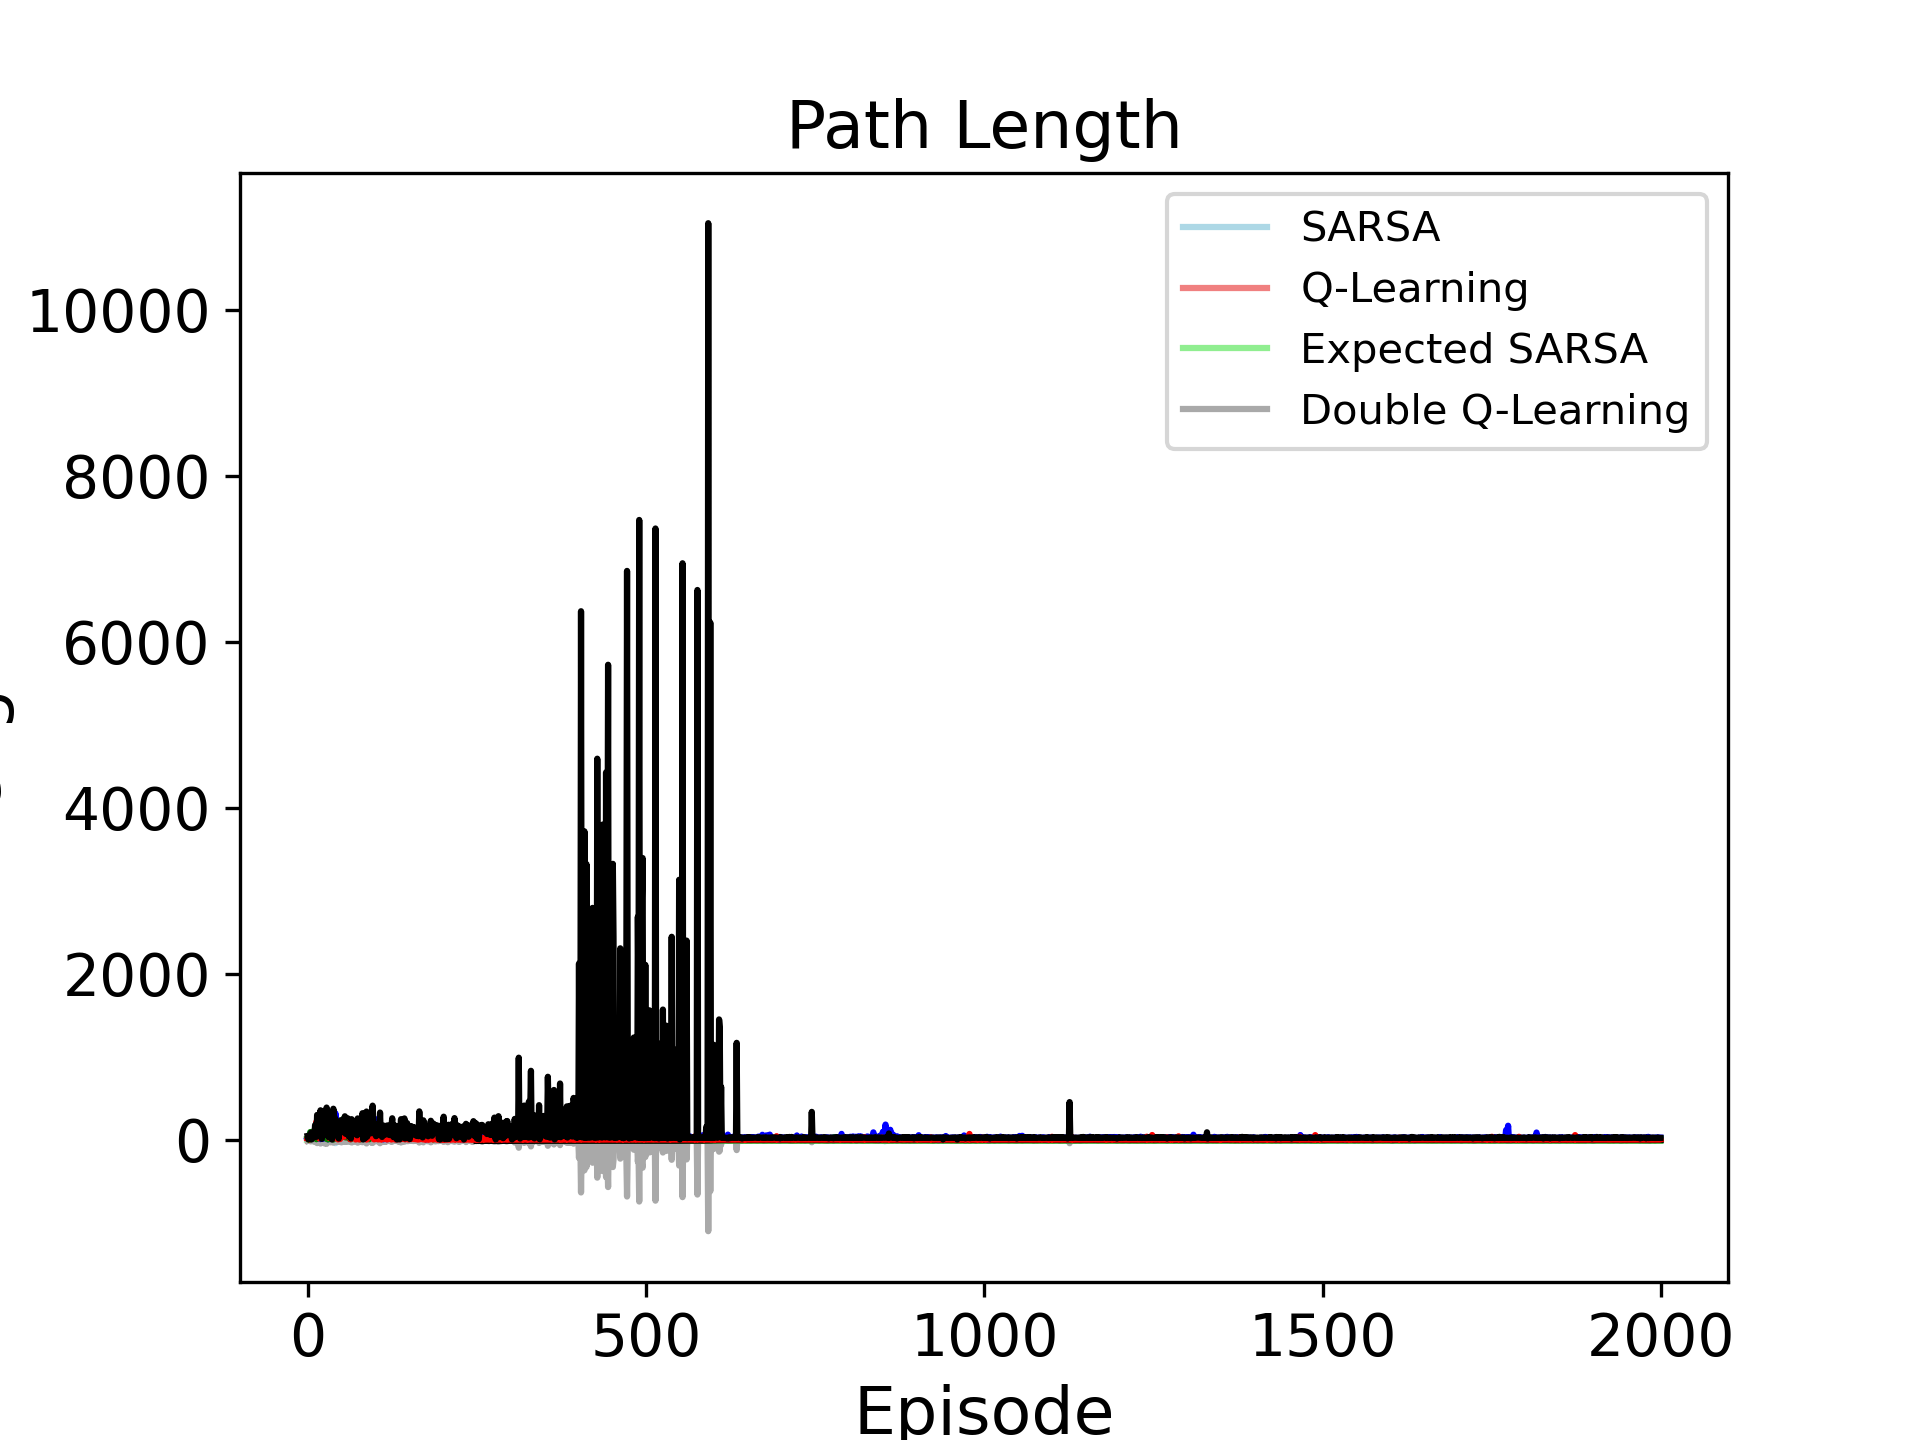 Path Length
SARSA
Q-Learning
Expected SARSA
Double Q-Learning
10000
8000
6000
4000
2000
0
0 500 1000 1500 2000
Episode